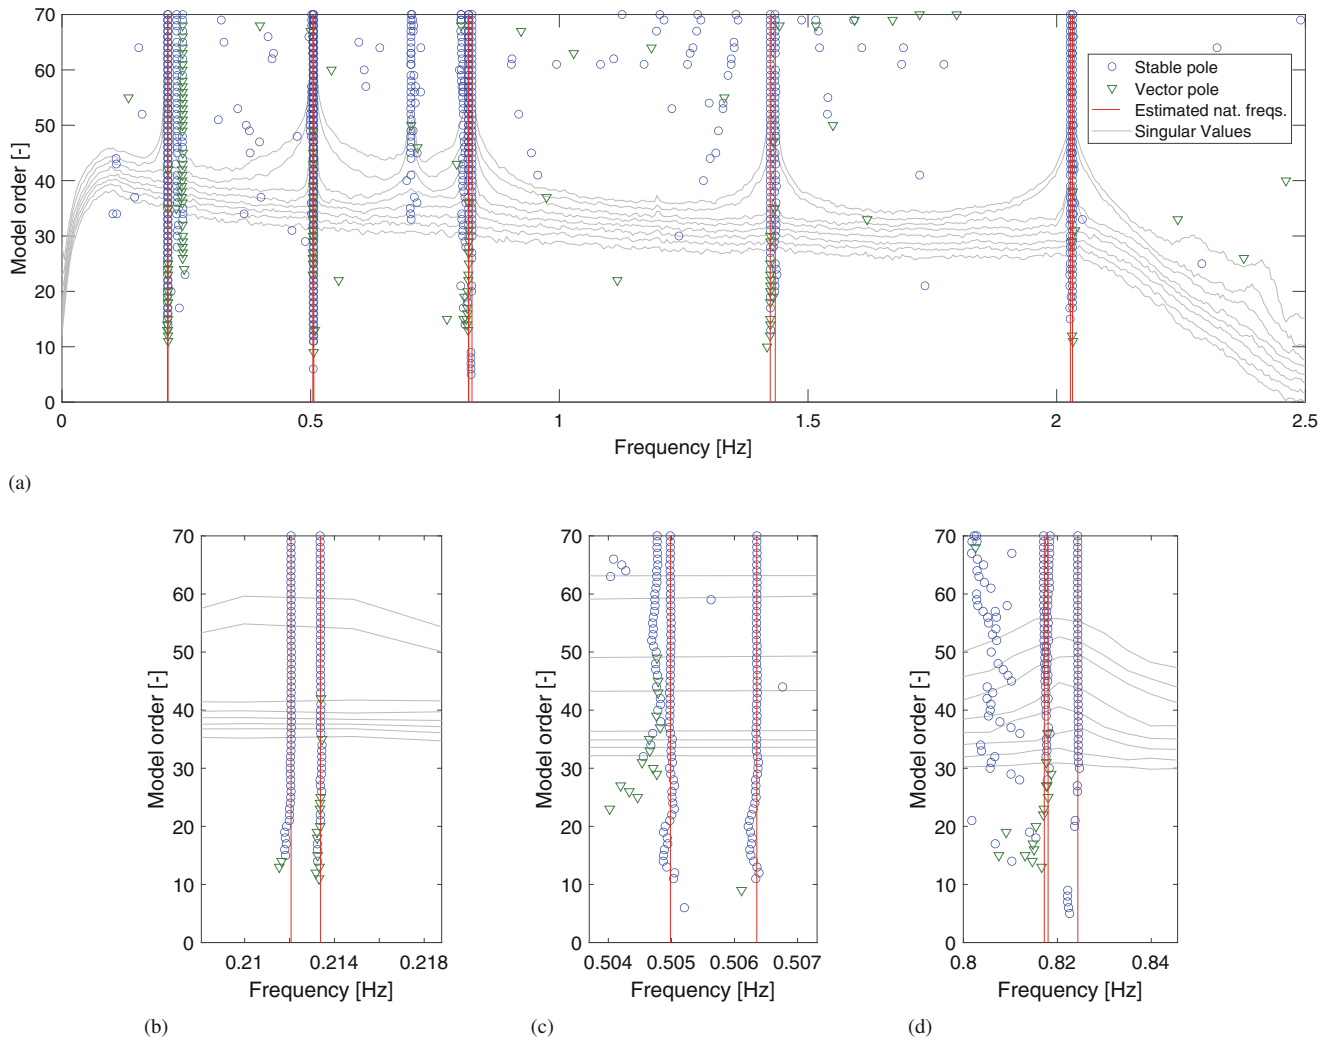 70
60
50
40
30
20
10
0
Model order [-]
0 0.5 1 1.5 2 2.5
Frequency [Hz]
Stable pole
Vector pole
Estimated nat. freqs.
Singular Values
(a)
70
60
50
40
30
20
10
0
Model order [-]
0.21 0.214 0.218
Frequency [Hz]
(b)
70
60
50
40
30
20
10
0
Model order [-]
0.504 0.505 0.506 0.507
Frequency [Hz]
(c)
70
60
50
40
30
20
10
0
Model order [-]
0.8 0.82 0.84
Frequency [Hz]
(d)